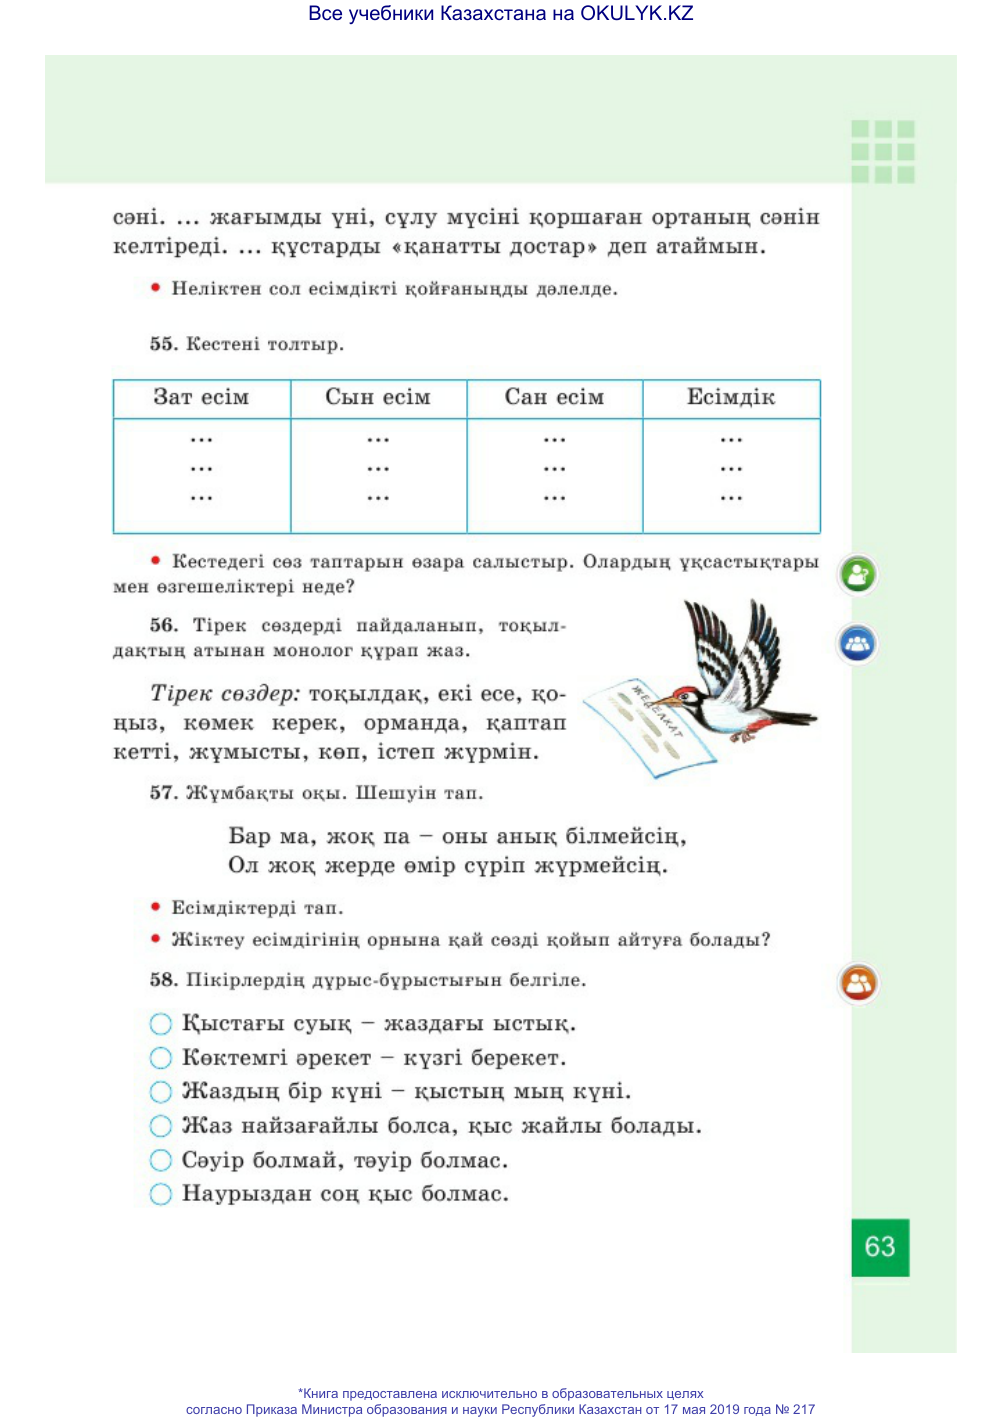 Все учебники Казахстана на OKULYK.KZ
сәні. ... жағымды үні, сұлу мүсіні қоршаған ортаның сәнін
келтіреді. ... құстарды «қанатты достар» деп атаймын.
• Неліктен сол есімдікті қойғаныңды дәлелде.
55. Кестені толтыр.
Зат есім Сын есім Сан есім Есімдік
... ... ... ...
... ... ... ...
... ... ... ...
• Кестедегі сөз таптарын өзара салыстыр. Олардың ұқсастықтары
мен өзгешеліктері неде?
56. Тірек сөздерді пайдаланып, тоқыл-
дақтың атынан монолог құрап жаз.
Тірек сөздер: тоқылдақ, екі есе, қо-
ңыз, көмек керек, орманда, қаптап
кетті, жұмысты, көп, істеп жүрмін.
ЖЕДЕЛХАТ
57. Жұмбақты оқы. Шешуін тап.
Бар ма, жоқ па – оны анық білмейсің,
Ол жоқ жерде өмір сүріп жүрмейсің.
• Есімдіктерді тап.
• Жіктеу есімдігінің орнына қай сөзді қойып айтуға болады?
58. Пікірлердің дұрыс-бұрыстығын белгіле.
Қыстағы суық – жаздағы ыстық.
Көктемгі әрекет – күзгі берекет.
Жаздың бір күні – қыстың мың күні.
Жаз найзағайлы болса, қыс жайлы болады.
Сәуір болмай, тәуір болмас.
Наурыздан соң қыс болмас.
63
*Книга предоставлена исключительно в образовательных целях
согласно Приказа Министра образования и науки Республики Казахстан от 17 мая 2019 года № 217